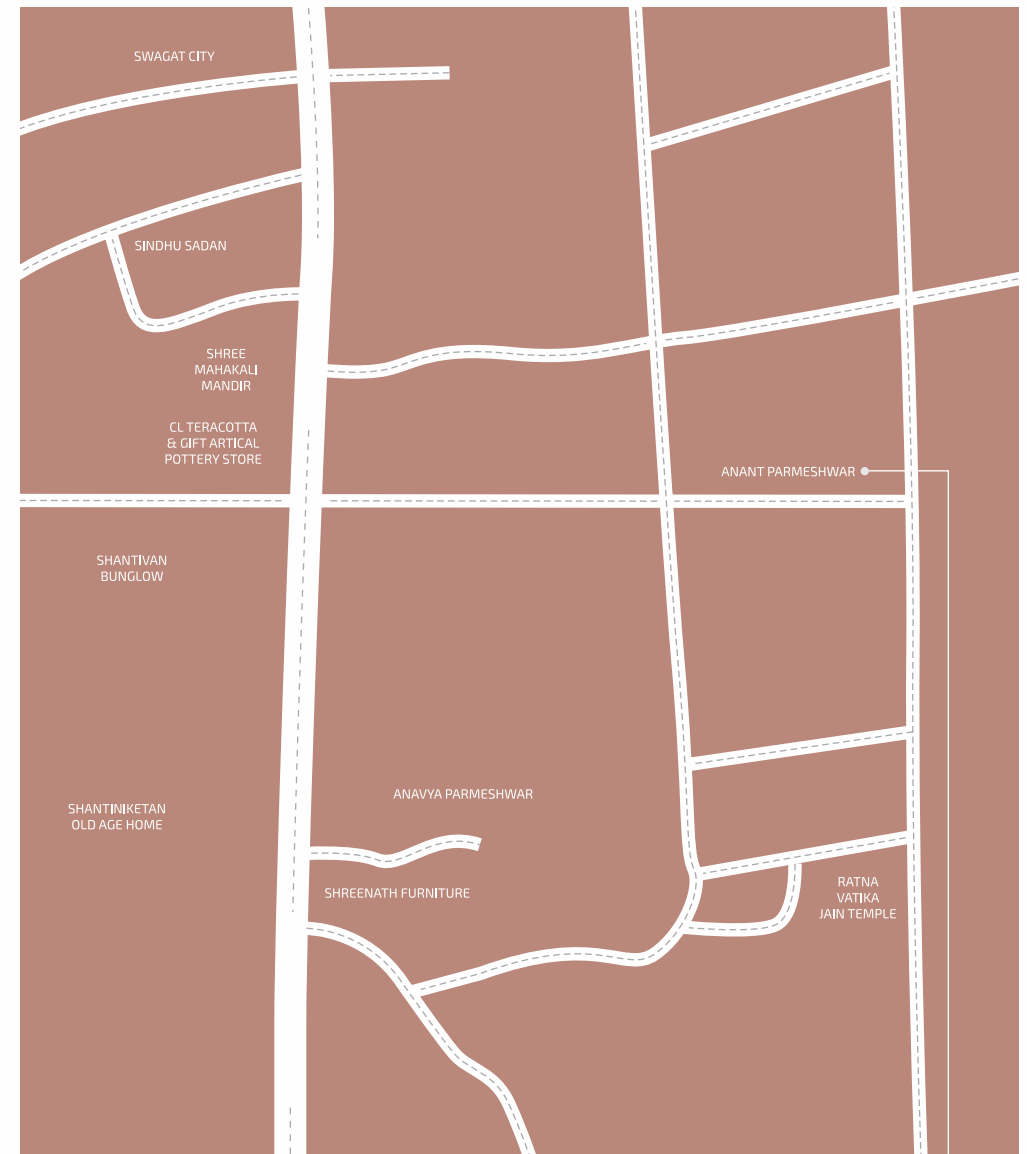 SWAGAT CITY
SINDHU SADAN
SHREE
MAHAKALI
MANDIR
CL TERACOTTA
& GIFT ARTICAL
POTTERY STORE
ANANT PARMESHWAR
SHANTIVAN
BUNGLOW
ANAVYA PARMESHWAR
SHANTINIKETAN
OLD AGE HOME
SHREENATH FURNITURE
RATNA
VATIKA
JAIN TEMPLE